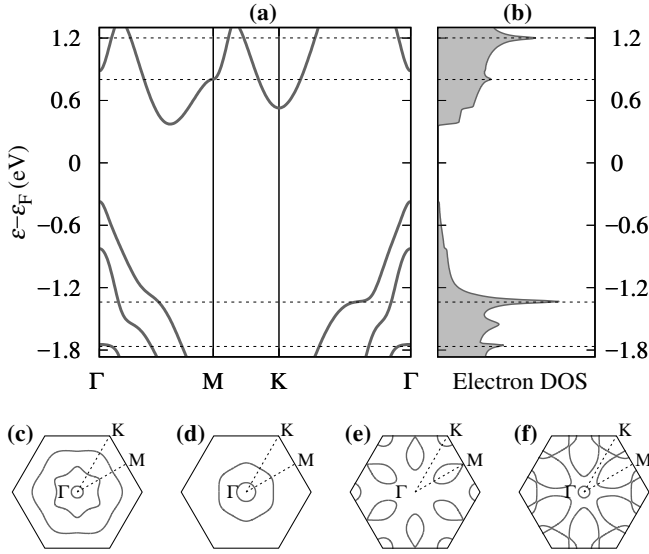 (a) (b)
1.2 1.2
0.6 0.6
0 0
−0.6 −0.6
−1.2 −1.2
−1.8 −1.8
ε−εF (eV)
Γ M K Γ Electron DOS
(c) K M Γ
(d) K M Γ
(e) K M Γ
(f) K M Γ